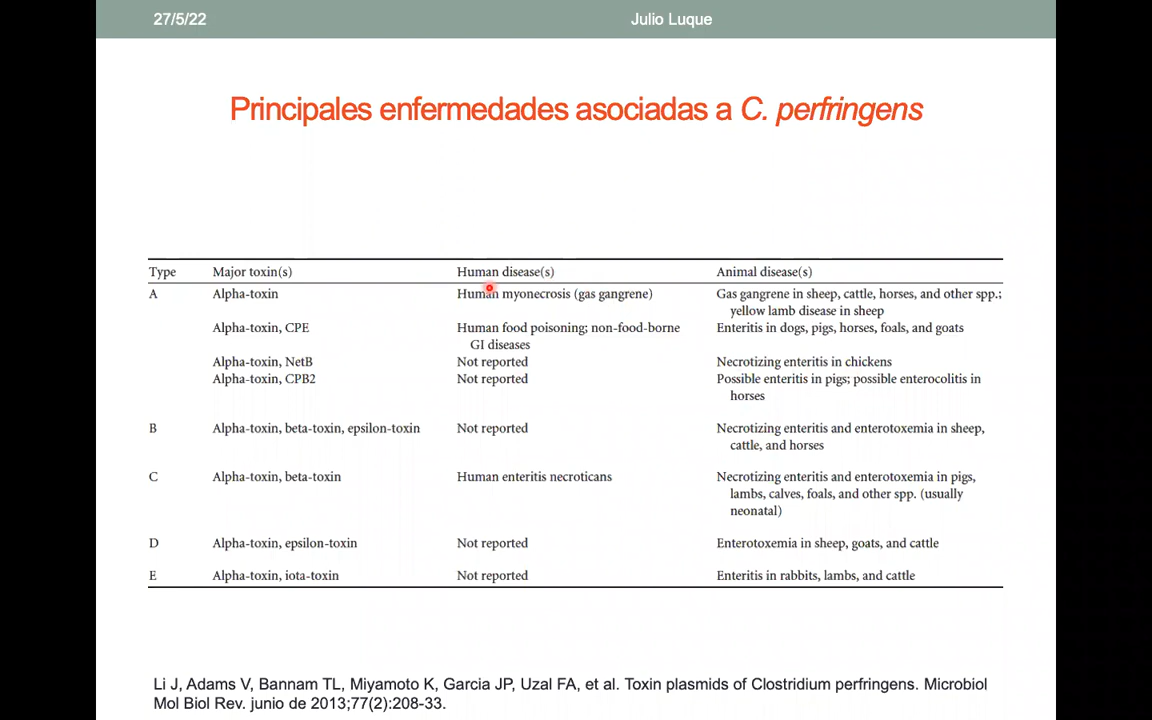 27/5/22 Julio Luque
Principales enfermedades asociadas a C. perfringens
Type Major toxin(s) Human disease(s) Animal disease(s)
A Alpha-toxin Human myonecrosis (gas gangrene) Gas gangrene in sheep, cattle, horses, and other spp.;
yellow lamb disease in sheep
Alpha-toxin, CPE Human food poisoning; non-food-borne Enteritis in dogs, pigs, horses, foals, and goats
GI diseases
Alpha-toxin, NetB Not reported Necrotizing enteritis in chickens
Alpha-toxin, CPB2 Not reported Possible enteritis in pigs; possible enterocolitis in
horses
B Alpha-toxin, beta-toxin, epsilon-toxin Not reported Necrotizing enteritis and enterotoxemia in sheep,
cattle, and horses
C Alpha-toxin, beta-toxin Human enteritis necroticans Necrotizing enteritis and enterotoxemia in pigs,
lambs, calves, foals, and other spp. (usually
neonatal)
D Alpha-toxin, epsilon-toxin Not reported Enterotoxemia in sheep, goats, and cattle
E Alpha-toxin, iota-toxin Not reported Enteritis in rabbits, lambs, and cattle
Li J, Adams V, Bannam TL, Miyamoto K, Garcia JP, Uzal FA, et al. Toxin plasmids of Clostridium perfringens. Microbiol
Mol Biol Rev. junio de 2013;77(2):208-33.